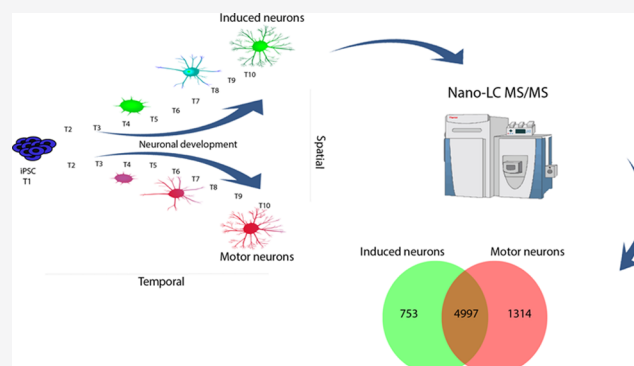 Induced neurons
T10
T9
T8
T7
T6
T5
T4
T3
T2
Neuronal development
iPSC
T1
T2
T3
T4
T5
T6
T7
T8
T9
T10
Motor neurons
Temporal
Spatial
Nano-LC MS/MS
Induced neurons
Motor neurons
753
4997
1314